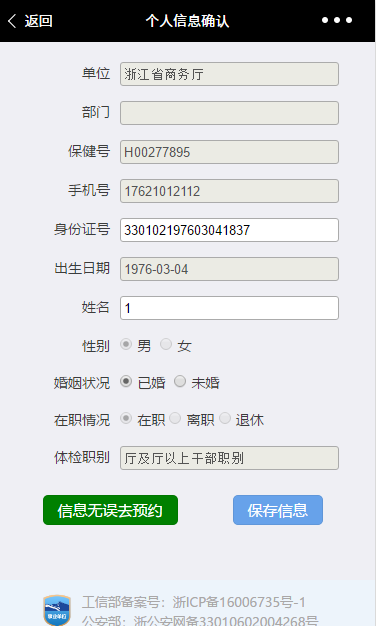 返回 个人信息确认
单位 浙江省商务厅
部门
保健号 H00277895
手机号 17621012112
身份证号 330102197603041837
出生日期 1976-03-04
姓名 1
性别 男 女
婚姻状况 已婚 未婚
在职情况 在职 离职 退休
体检职别 厅及厅以上干部职别
信息无误去预约 保存信息
工信部备案号：浙ICP备16006735号-1
公安部：浙公安网备33010602004268号